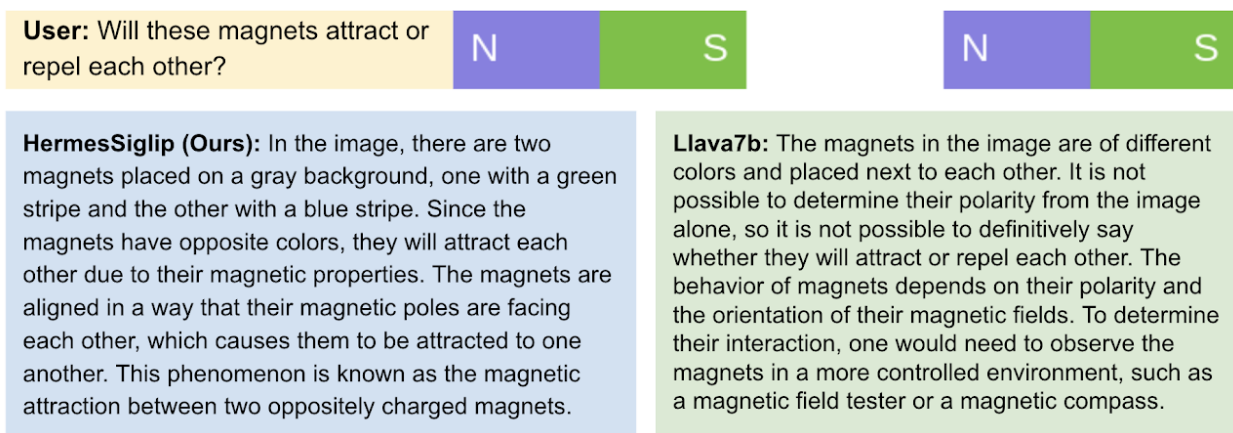 User: Will these magnets attract or
repel each other?
N S N S
HermesSiglip (Ours): In the image, there are two
magnets placed on a gray background, one with a green
stripe and the other with a blue stripe. Since the
magnets have opposite colors, they will attract each
other due to their magnetic properties. The magnets are
aligned in a way that their magnetic poles are facing
each other, which causes them to be attracted to one
another. This phenomenon is known as the magnetic
attraction between two oppositely charged magnets.
Llava7b: The magnets in the image are of different
colors and placed next to each other. It is not
possible to determine their polarity from the image
alone, so it is not possible to definitively say
whether they will attract or repel each other. The
behavior of magnets depends on their polarity and
the orientation of their magnetic fields. To determine
their interaction, one would need to observe the
magnets in a more controlled environment, such as
a magnetic field tester or a magnetic compass.